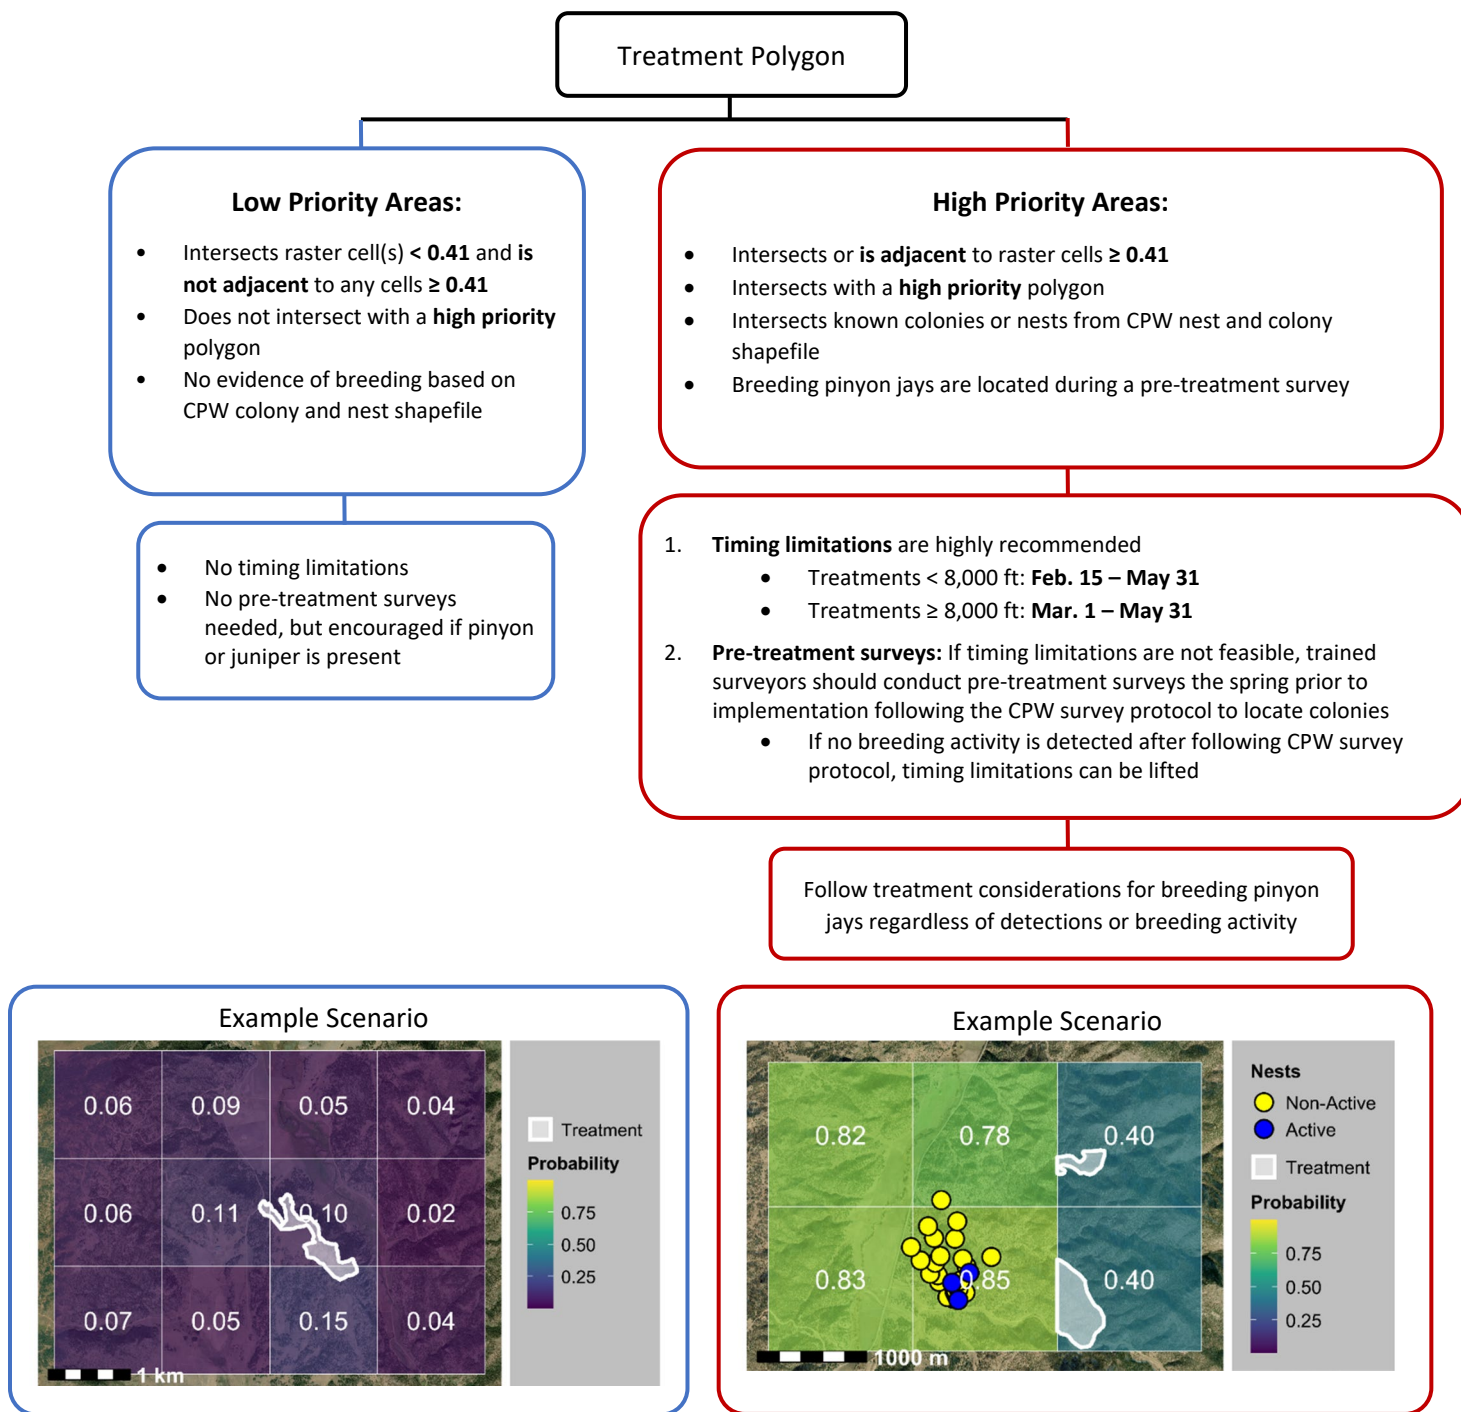 Treatment Polygon
Low Priority Areas:
• Intersects raster cell(s) < 0.41 and is
not adjacent to any cells ≥ 0.41
• Does not intersect with a high priority
polygon
• No evidence of breeding based on
CPW colony and nest shapefile
• No timing limitations
• No pre-treatment surveys
needed, but encouraged if pinyon
or juniper is present
High Priority Areas:
• Intersects or is adjacent to raster cells ≥ 0.41
• Intersects with a high priority polygon
• Intersects known colonies or nests from CPW nest and colony
shapefile
• Breeding pinyon jays are located during a pre-treatment survey
1. Timing limitations are highly recommended
• Treatments < 8,000 ft: Feb. 15 – May 31
• Treatments ≥ 8,000 ft: Mar. 1 – May 31
2. Pre-treatment surveys: If timing limitations are not feasible, trained
surveyors should conduct pre-treatment surveys the spring prior to
implementation following the CPW survey protocol to locate colonies
• If no breeding activity is detected after following CPW survey
protocol, timing limitations can be lifted
Follow treatment considerations for breeding pinyon
jays regardless of detections or breeding activity
Example Scenario
0.06 0.09 0.05 0.04
0.06 0.11 0.10 0.02
0.07 0.05 0.15 0.04
1 km
Treatment
Probability
0.75
0.50
0.25
Example Scenario
0.82 0.78 0.40
0.83 0.85 0.40
1000 m
Nests
Non-Active
Active
Treatment
Probability
0.75
0.50
0.25